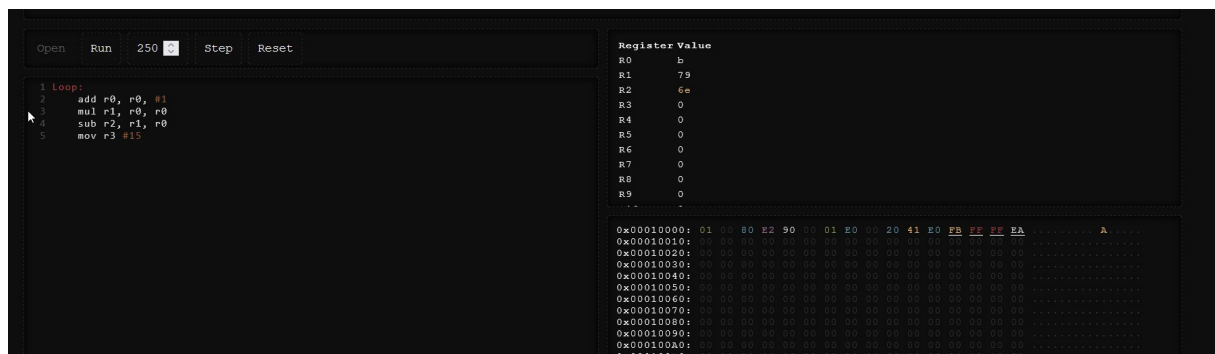 Open Run 250 Step Reset
1 Loop:
2 add r0, r0, #1
3 mul r1, r0, r0
4 sub r2, r1, r0
5 mov r3 #15
Register Value
R0 b
R1 79
R2 6e
R3 0
R4 0
R5 0
R6 0
R7 0
R8 0
R9 0
0x00010000: 01 00 80 E2 90 00 01 E0 00 20 41 E0 FB FF FF EA .........A.....
0x00010010: 00 00 00 00 00 00 00 00 00 00 00 00 00 00 00 00 ................
0x00010020: 00 00 00 00 00 00 00 00 00 00 00 00 00 00 00 00 ................
0x00010030: 00 00 00 00 00 00 00 00 00 00 00 00 00 00 00 00 ................
0x00010040: 00 00 00 00 00 00 00 00 00 00 00 00 00 00 00 00 ................
0x00010050: 00 00 00 00 00 00 00 00 00 00 00 00 00 00 00 00 ................
0x00010060: 00 00 00 00 00 00 00 00 00 00 00 00 00 00 00 00 ................
0x00010070: 00 00 00 00 00 00 00 00 00 00 00 00 00 00 00 00 ................
0x00010080: 00 00 00 00 00 00 00 00 00 00 00 00 00 00 00 00 ................
0x00010090: 00 00 00 00 00 00 00 00 00 00 00 00 00 00 00 00 ................
0x000100A0: 00 00 00 00 00 00 00 00 00 00 00 00 00 00 00 00 ................